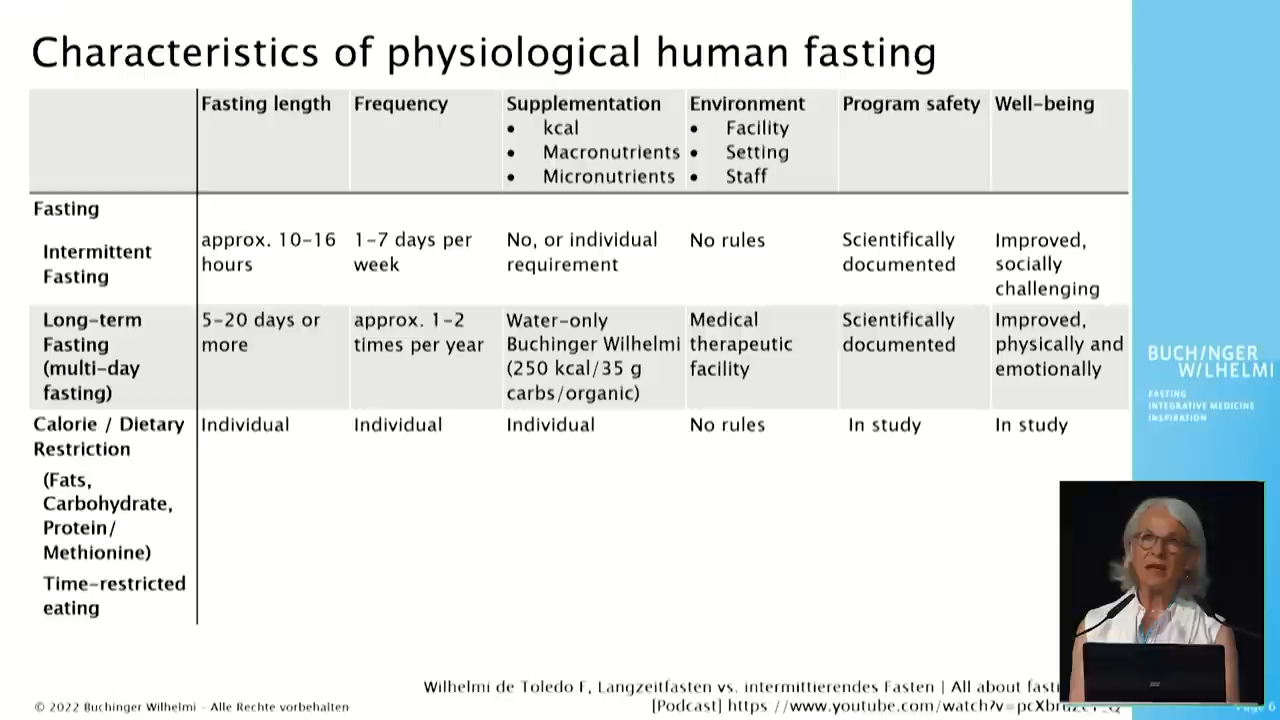 Characteristics of physiological human fasting
Fasting length
Frequency
Supplementation
• kcal
• Macronutrients
• Micronutrients
Environment
• Facility
• Setting
• Staff
Program safety
Well-being
Fasting
Intermittent
Fasting
approx. 10-16
hours
1-7 days per
week
No, or individual
requirement
No rules
Scientifically
documented
Improved,
socially
challenging
Long-term
Fasting
(multi-day
fasting)
5-20 days or
more
approx. 1-2
times per year
Water-only
Buchinger Wilhelmi
(250 kcal/35 g
carbs/organic)
Medical
therapeutic
facility
Scientifically
documented
Improved,
physically and
emotionally
Calorie / Dietary
Restriction
Individual
Individual
Individual
No rules
In study
In study
(Fats,
Carbohydrate,
Protein/
Methionine)
Time-restricted
eating
BUCHINGER
WILHELMI
FASTING
INTEGRATIVE MEDICINE
INSPIRATION
Wilhelmi de Toledo F, Langzeitfasten vs. intermittierendes Fasten | All about
[Podcast] https://www.youtube.com/watch?v=
© 2022 Buchinger Wilhelmi - Alle Rechte vorbehalten
Page 6